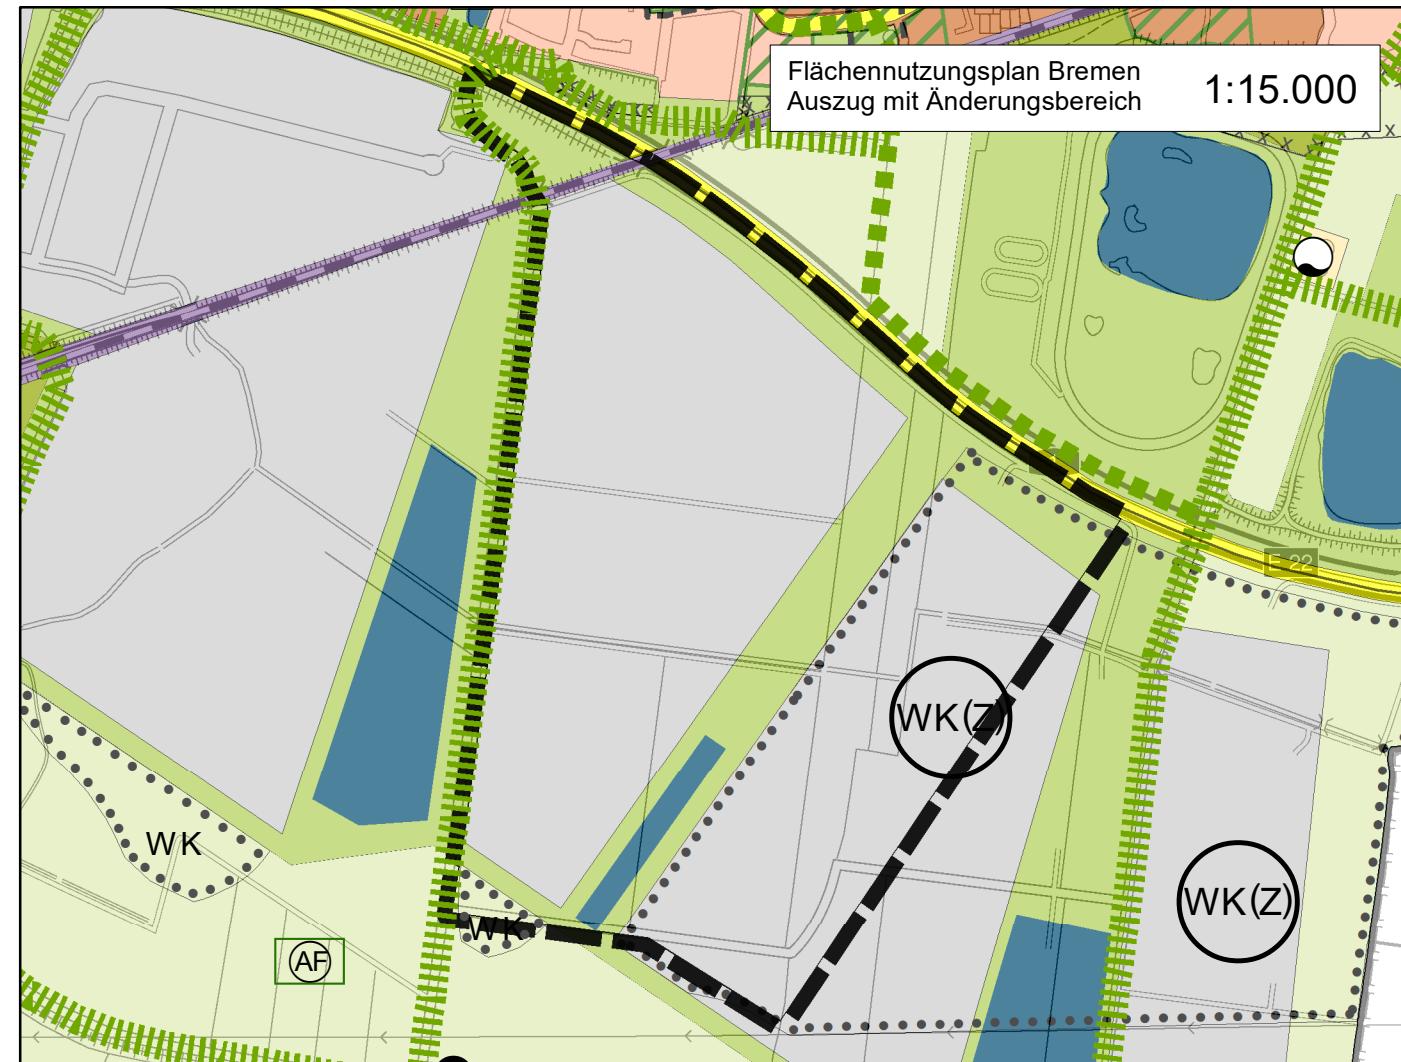 Flächennutzungsplan Bremen
Auszug mit Änderungsbereich
1:15.000
E 22
WK(Z)
WK
WK(Z)
WK
AF